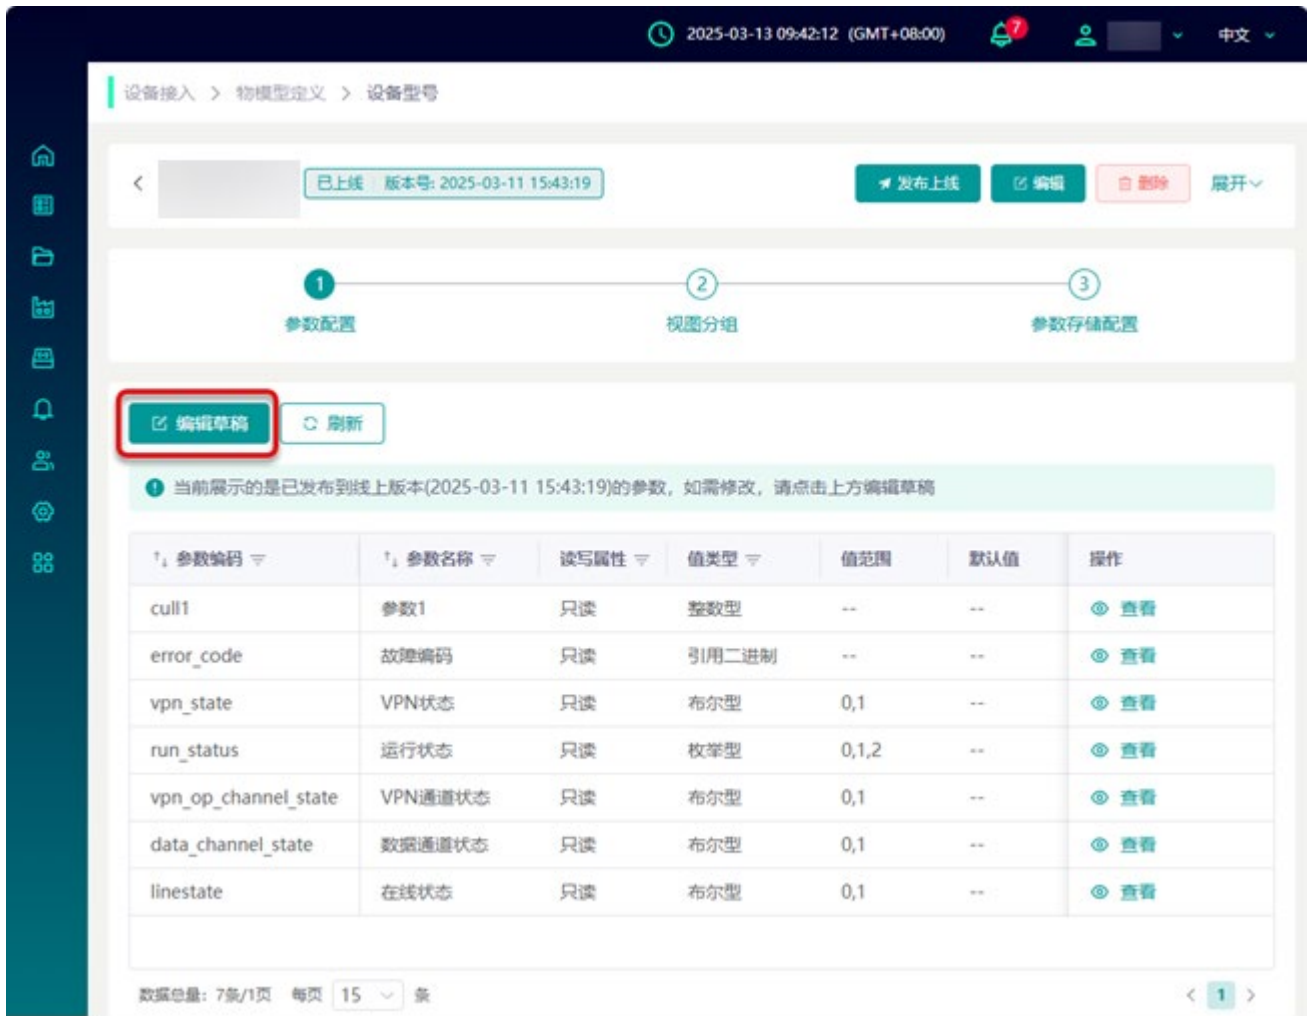 2025-03-13 09:42:12 (GMT+08:00) 7 中文
设备接入 > 物模型定义 > 设备型号
已上线 版本号: 2025-03-11 15:43:19 发布上线 编辑 删除 展开
1 2 3
参数配置 视图分组 参数存储配置
编辑草稿 刷新
当前展示的是已发布到线上版本(2025-03-11 15:43:19)的参数，如需修改，请点击上方编辑草稿
参数编码 参数名称 读写属性 值类型 值范围 默认值 操作
cull1 参数1 只读 整数型 -- -- 查看
error_code 故障编码 只读 引用二进制 -- -- 查看
vpn_state VPN状态 只读 布尔型 0,1 -- 查看
run_status 运行状态 只读 枚举型 0,1,2 -- 查看
vpn_op_channel_state VPN通道状态 只读 布尔型 0,1 -- 查看
data_channel_state 数据通道状态 只读 布尔型 0,1 -- 查看
linestate 在线状态 只读 布尔型 0,1 -- 查看
数据总量: 7条/1页 每页 15 条 < 1 >